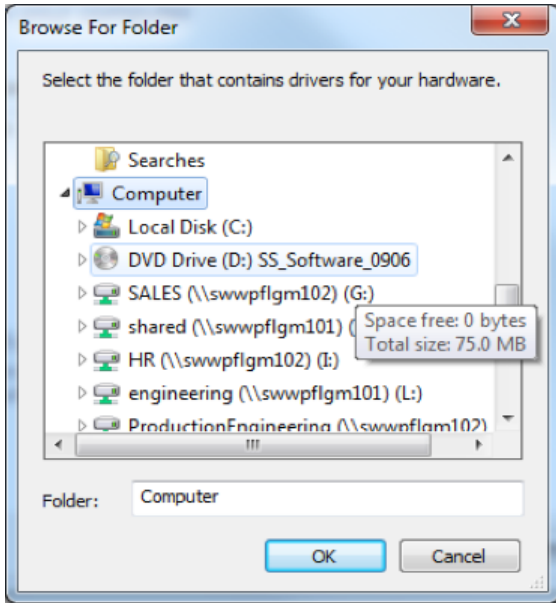 Browse For Folder
Select the folder that contains drivers for your hardware.
Searches
Computer
Local Disk (C:)
DVD Drive (D:) SS_Software_0906
SALES (\\swwpflgm102) (G:)
shared (\\swwpflgm101) (
Space free: 0 bytes
Total size: 75.0 MB
HR (\\swwpflgm102) (I:)
engineering (\\swwpflgm101) (L:)
ProductionEngineering (\\swwpflgm102)
Folder:
Computer
OK
Cancel